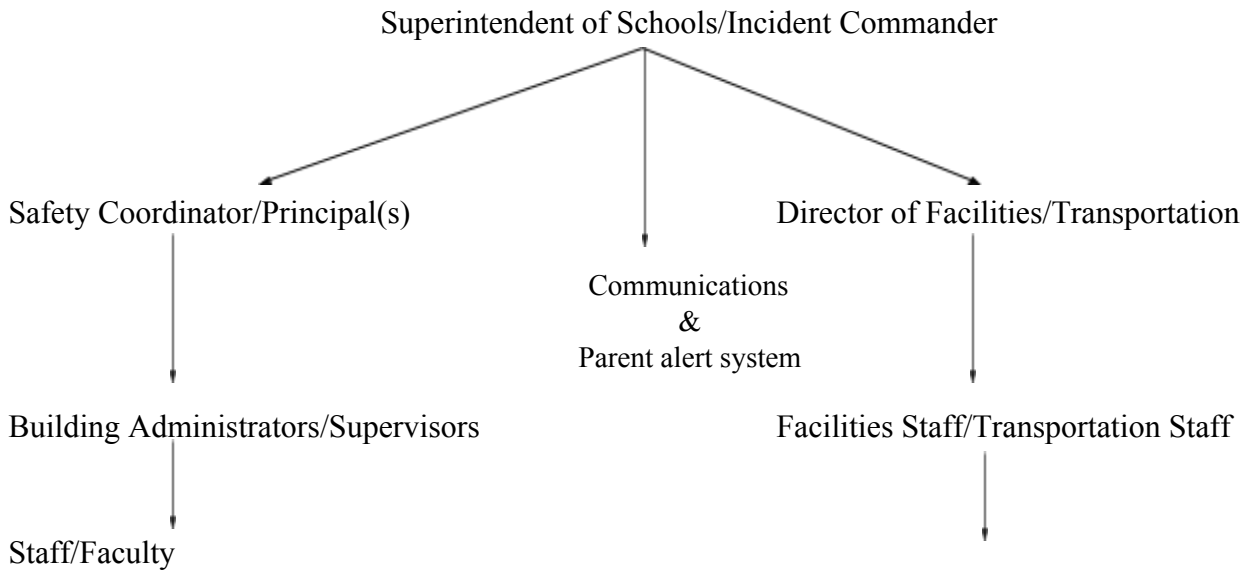 Superintendent of Schools/Incident Commander
Safety Coordinator/Principal(s)
Director of Facilities/Transportation
Communications
&
Parent alert system
Building Administrators/Supervisors
Facilities Staff/Transportation Staff
Staff/Faculty